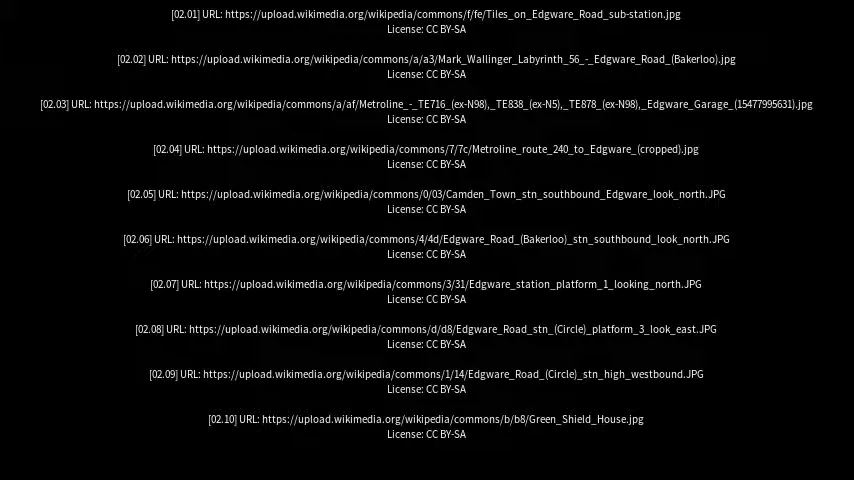 [02.01] URL: https://upload.wikimedia.org/wikipedia/commons/f/fe/Tiles_on_Edgware_Road_sub-station.jpg
License: CC BY-SA
[02.02] URL: https://upload.wikimedia.org/wikipedia/commons/a/a3/Mark_Wallinger_Labyrinth_56_-_Edgware_Road_(Bakerloo).jpg
License: CC BY-SA
[02.03] URL: https://upload.wikimedia.org/wikipedia/commons/a/af/Metroline_-_TE716_(ex-N98),_TE838_(ex-N5),_TE878_(ex-N98),_Edgware_Garage_(15477995631).jpg
License: CC BY-SA
[02.04] URL: https://upload.wikimedia.org/wikipedia/commons/7/7c/Metroline_route_240_to_Edgware_(cropped).jpg
License: CC BY-SA
[02.05] URL: https://upload.wikimedia.org/wikipedia/commons/0/03/Camden_Town_stn_southbound_Edgware_look_north.JPG
License: CC BY-SA
[02.06] URL: https://upload.wikimedia.org/wikipedia/commons/4/4d/Edgware_Road_(Bakerloo)_stn_southbound_look_north.JPG
License: CC BY-SA
[02.07] URL: https://upload.wikimedia.org/wikipedia/commons/3/31/Edgware_station_platform_1_looking_north.JPG
License: CC BY-SA
[02.08] URL: https://upload.wikimedia.org/wikipedia/commons/d/d8/Edgware_Road_stn_(Circle)_platform_3_look_east.JPG
License: CC BY-SA
[02.09] URL: https://upload.wikimedia.org/wikipedia/commons/1/14/Edgware_Road_(Circle)_stn_high_westbound.JPG
License: CC BY-SA
[02.10] URL: https://upload.wikimedia.org/wikipedia/commons/b/b8/Green_Shield_House.jpg
License: CC BY-SA